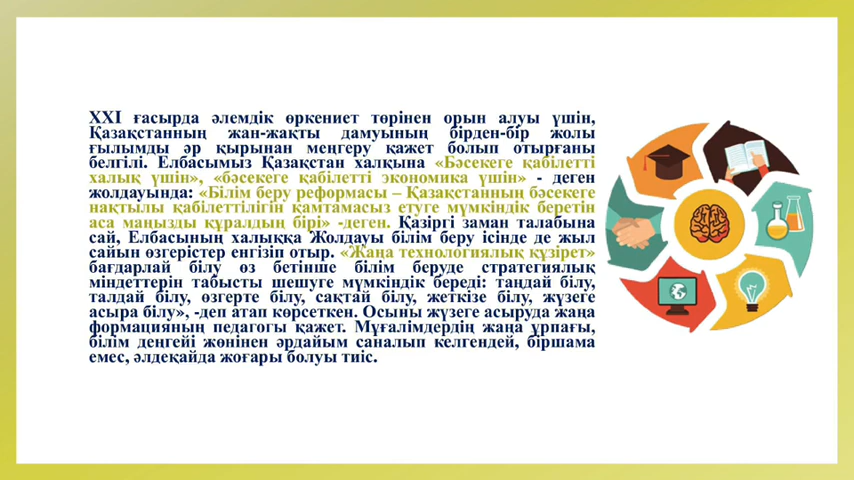 ХХІ ғасырда әлемдік өркениет төрінен орын алуы үшін,
Қазақстанның жан-жақты дамуының бірден-бір жолы
ғылымды әр қырынан меңгеру қажет болып отырғаны
белгілі. Елбасымыз Қазақстан халқына «Бәсекеге қабілетті
халық үшін», «бәсекеге қабілетті экономика үшін» - деген
жолдауында: «Білім беру реформасы – Қазақстанның бәсекеге
нақтылы қабілеттілігін қамтамасыз етуге мүмкіндік беретін
аса маңызды құралдың бірі» -деген. Қазіргі заман талабына
сай, Елбасының халыққа Жолдауы білім беру ісінде де жыл
сайын өзгерістер енгізіп отыр. «Жаңа технологиялық құзірет»
бағдарлай білу өз бетінше білім беруде стратегиялық
міндеттерін табысты шешуге мүмкіндік береді: таңдай білу,
талдай білу, өзгерте білу, сақтай білу, жеткізе білу, жүзеге
асыра білу», -деп атап көрсеткен. Осыны жүзеге асыруда жаңа
формацияның педагогы қажет. Мұғалімдердің жаңа ұрпағы,
білім деңгейі жөнінен әрдайым саналып келгендей, біршама
емес, әлдеқайда жоғары болуы тиіс.